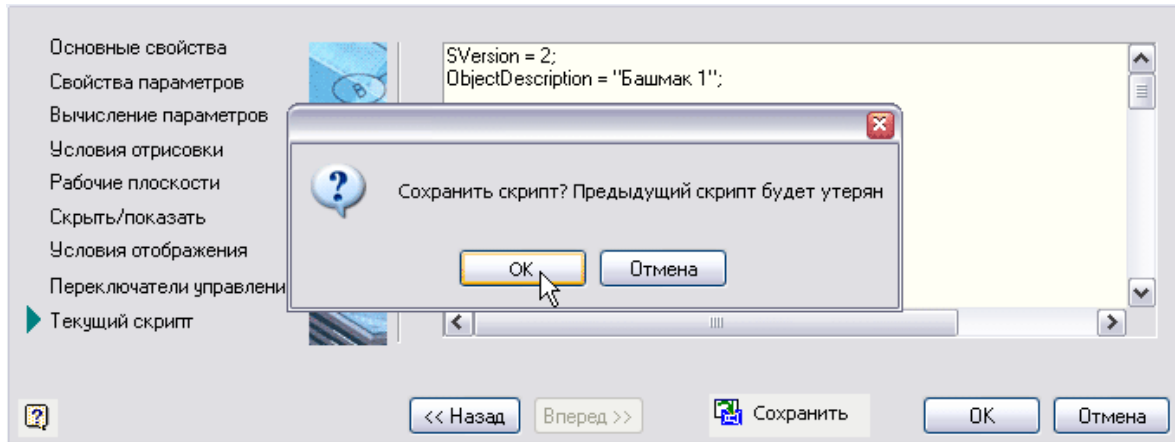 Основные свойства
Свойства параметров
Вычисление параметров
Условия отрисовки
Рабочие плоскости
Скрыть/показать
Условия отображения
Переключатели управлени
Текущий скрипт
SVersion = 2;
ObjectDescription = "Башмак 1";
Сохранить скрипт? Предыдущий скрипт будет утерян
OK
Отмена
<< Назад
Вперед >>
Сохранить
OK
Отмена